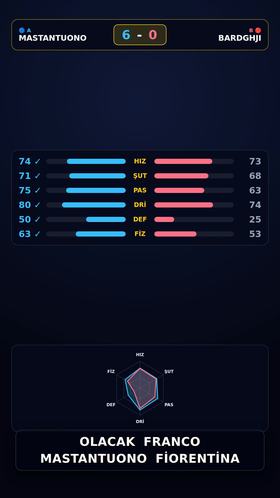 A
MASTANTUONO
6 - 0
B
BARDGHJI
74 ✓ HIZ 73
71 ✓ ŞUT 68
75 ✓ PAS 63
80 ✓ DRİ 74
50 ✓ DEF 25
63 ✓ FİZ 53
HIZ
FİZ ŞUT
DEF PAS
DRİ
OLACAK FRANCO
MASTANTUONO FİORENTİNA